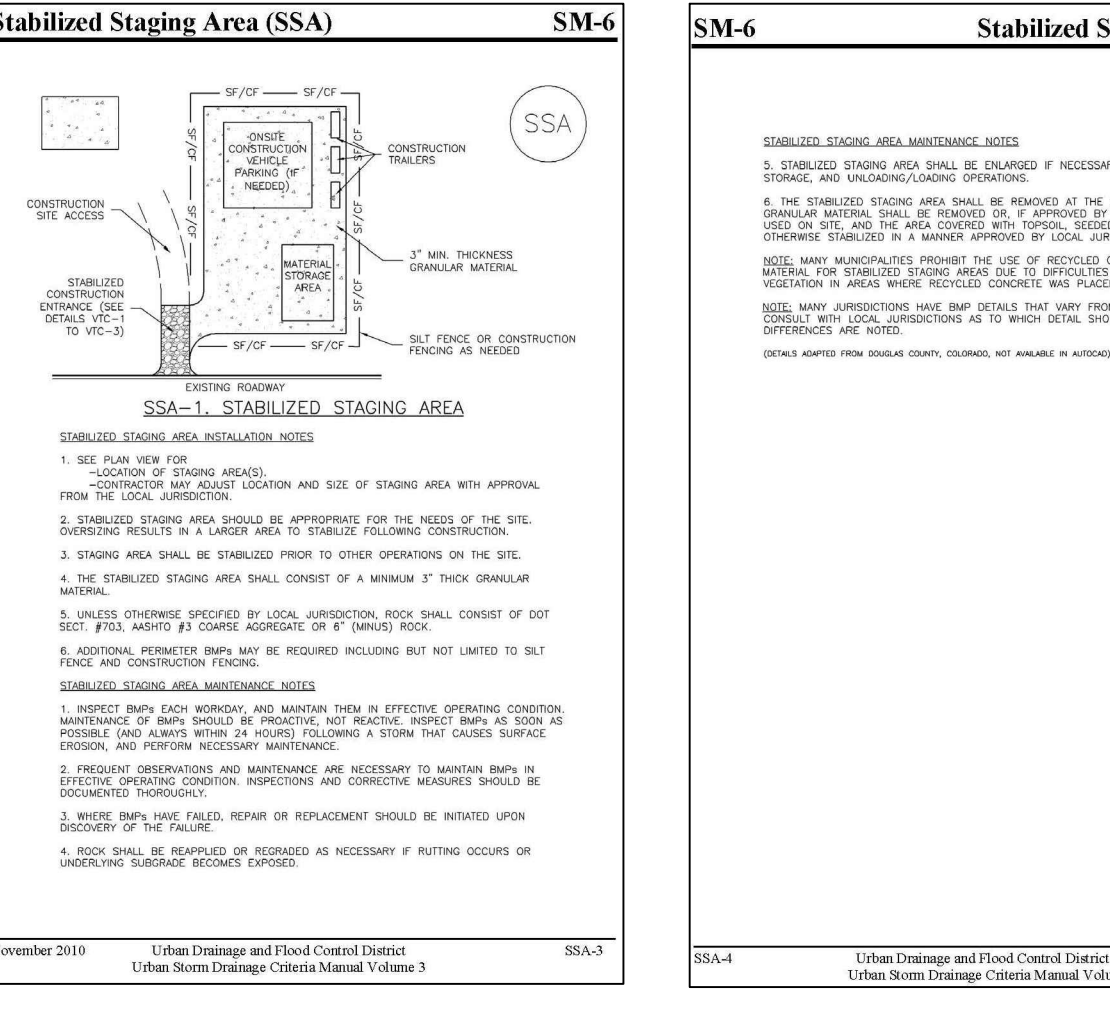 Stabilized Staging Area (SSA) SM-6
SF/CF SF/CF
SSA
SF/CF
SF/CF
ONSITE
CONSTRUCTION
VEHICLE
PARKING (IF
NEEDED)
CONSTRUCTION
TRAILERS
CONSTRUCTION
SITE ACCESS
SF/CF
SF/CF
3" MIN. THICKNESS
GRANULAR MATERIAL
MATERIAL
STORAGE
AREA
STABILIZED
CONSTRUCTION
ENTRANCE (SEE
DETAILS VTC-1
TO VTC-3)
SF/CF
SF/CF SF/CF
SILT FENCE OR CONSTRUCTION
FENCING AS NEEDED
EXISTING ROADWAY
SSA-1. STABILIZED STAGING AREA
STABILIZED STAGING AREA INSTALLATION NOTES
1. SEE PLAN VIEW FOR
-LOCATION OF STAGING AREA(S).
-CONTRACTOR MAY ADJUST LOCATION AND SIZE OF STAGING AREA WITH APPROVAL
FROM THE LOCAL JURISDICTION.
2. STABILIZED STAGING AREA SHOULD BE APPROPRIATE FOR THE NEEDS OF THE SITE.
OVERSIZING RESULTS IN A LARGER AREA TO STABILIZE FOLLOWING CONSTRUCTION.
3. STAGING AREA SHALL BE STABILIZED PRIOR TO OTHER OPERATIONS ON THE SITE.
4. THE STABILIZED STAGING AREA SHALL CONSIST OF A MINIMUM 3" THICK GRANULAR
MATERIAL.
5. UNLESS OTHERWISE SPECIFIED BY LOCAL JURISDICTION, ROCK SHALL CONSIST OF DOT
SECT. #703, AASHTO #3 COARSE AGGREGATE OR 6" (MINUS) ROCK.
6. ADDITIONAL PERIMETER BMPs MAY BE REQUIRED INCLUDING BUT NOT LIMITED TO SILT
FENCE AND CONSTRUCTION FENCING.
STABILIZED STAGING AREA MAINTENANCE NOTES
1. INSPECT BMPs EACH WORKDAY, AND MAINTAIN THEM IN EFFECTIVE OPERATING CONDITION.
MAINTENANCE OF BMPs SHOULD BE PROACTIVE, NOT REACTIVE. INSPECT BMPs AS SOON AS
POSSIBLE (AND ALWAYS WITHIN 24 HOURS) FOLLOWING A STORM THAT CAUSES SURFACE
EROSION, AND PERFORM NECESSARY MAINTENANCE.
2. FREQUENT OBSERVATIONS AND MAINTENANCE ARE NECESSARY TO MAINTAIN BMPs IN
EFFECTIVE OPERATING CONDITION. INSPECTIONS AND CORRECTIVE MEASURES SHOULD BE
DOCUMENTED THOROUGHLY.
3. WHERE BMPs HAVE FAILED, REPAIR OR REPLACEMENT SHOULD BE INITIATED UPON
DISCOVERY OF THE FAILURE.
4. ROCK SHALL BE REAPPLIED OR REGRADED AS NECESSARY IF RUTTING OCCURS OR
UNDERLYING SUBGRADE BECOMES EXPOSED.
ovember 2010 Urban Drainage and Flood Control District SSA-3
Urban Storm Drainage Criteria Manual Volume 3
SM-6 Stabilized S
STABILIZED STAGING AREA MAINTENANCE NOTES
5. STABILIZED STAGING AREA SHALL BE ENLARGED IF NECESSAR
STORAGE, AND UNLOADING/LOADING OPERATIONS.
6. THE STABILIZED STAGING AREA SHALL BE REMOVED AT THE
GRANULAR MATERIAL SHALL BE REMOVED OR, IF APPROVED BY
USED ON SITE, AND THE AREA COVERED WITH TOPSOIL, SEEDED
OTHERWISE STABILIZED IN A MANNER APPROVED BY LOCAL JUR
NOTE: MANY MUNICIPALITIES PROHIBIT THE USE OF RECYCLED C
MATERIAL FOR STABILIZED STAGING AREAS DUE TO DIFFICULTIES
VEGETATION IN AREAS WHERE RECYCLED CONCRETE WAS PLACE
NOTE: MANY JURISDICTIONS HAVE BMP DETAILS THAT VARY FRO
CONSULT WITH LOCAL JURISDICTIONS AS TO WHICH DETAIL SHO
DIFFERENCES ARE NOTED.
(DETAILS ADAPTED FROM DOUGLAS COUNTY, COLORADO, NOT AVAILABLE IN AUTOCAD)
SSA-4 Urban Drainage and Flood Control District
Urban Storm Drainage Criteria Manual Volu